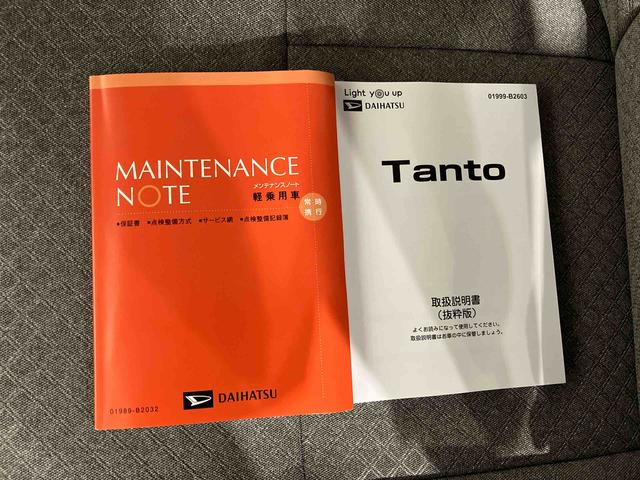 MAINTENANCE
NOTE
メンテナンスノート
軽乗用車
常時
携行
●保証書 ●点検整備方式 ●サービス網 ●点検整備記録簿
01989-B2032
DAIHATSU
Light you up
DAIHATSU
01999-B2603
Tanto
取扱説明書
（抜粋版）
よくお読みになって使用してください。
取扱説明書はお車の中に保管しましょう。